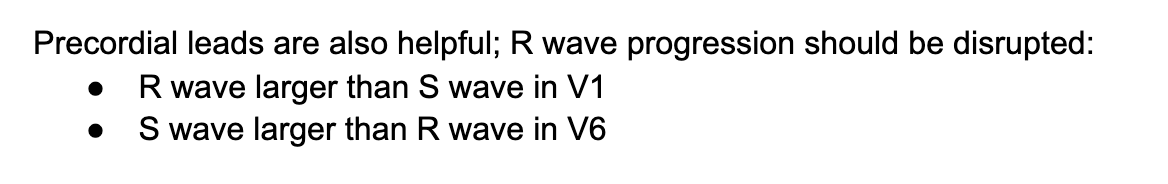 Precordial leads are also helpful; R wave progression should be disrupted:
● R wave larger than S wave in V1
● S wave larger than R wave in V6